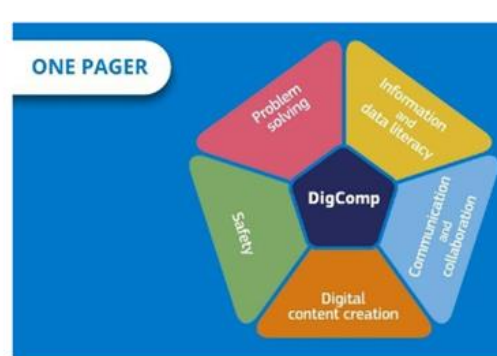 ONE PAGER
Problem
solving
Information
and
data literacy
DigComp
Safety
Communication
and
collaboration
Digital
content creation